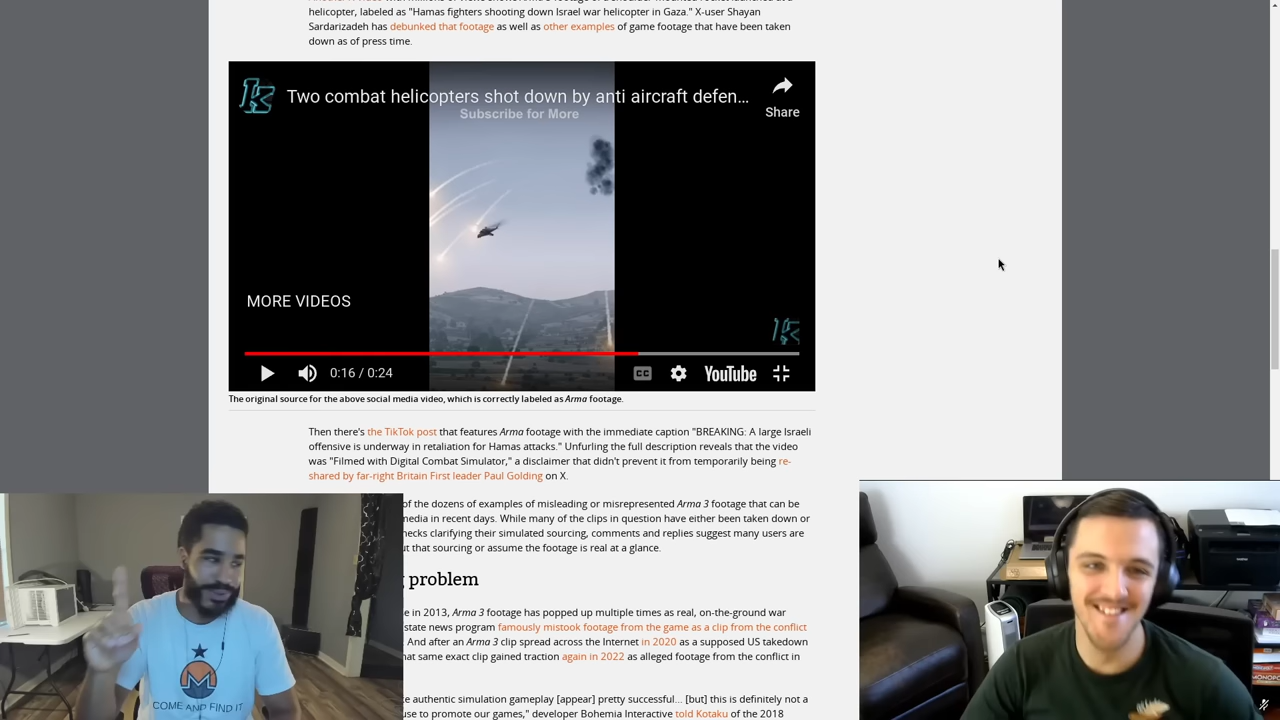 helicopter, labeled as "Hamas fighters shooting down Israel war helicopter in Gaza." X-user Shayan
Sardarizadeh has debunked that footage as well as other examples of game footage that have been taken
down as of press time.
Two combat helicopters shot down by anti aircraft defen...
Share
Subscribe for More
MORE VIDEOS
0:16 / 0:24
CC
YouTube
The original source for the above social media video, which is correctly labeled as Arma footage.
Then there's the TikTok post that features Arma footage with the immediate caption "BREAKING: A large Israeli
offensive is underway in retaliation for Hamas attacks." Unfurling the full description reveals that the video
was "Filmed with Digital Combat Simulator," a disclaimer that didn't prevent it from temporarily being re-
shared by far-right Britain First leader Paul Golding on X.
of the dozens of examples of misleading or misrepresented Arma 3 footage that can be
media in recent days. While many of the clips in question have either been taken down or
hecks clarifying their simulated sourcing, comments and replies suggest many users are
ut that sourcing or assume the footage is real at a glance.
problem
e in 2013, Arma 3 footage has popped up multiple times as real, on-the-ground war
state news program famously mistook footage from the game as a clip from the conflict
And after an Arma 3 clip spread across the Internet in 2020 as a supposed US takedown
hat same exact clip gained traction again in 2022 as alleged footage from the conflict in
e authentic simulation gameplay [appear] pretty successful... [but] this is definitely not a
use to promote our games," developer Bohemia Interactive told Kotaku of the 2018
COME AND FIND IT
MONOPO